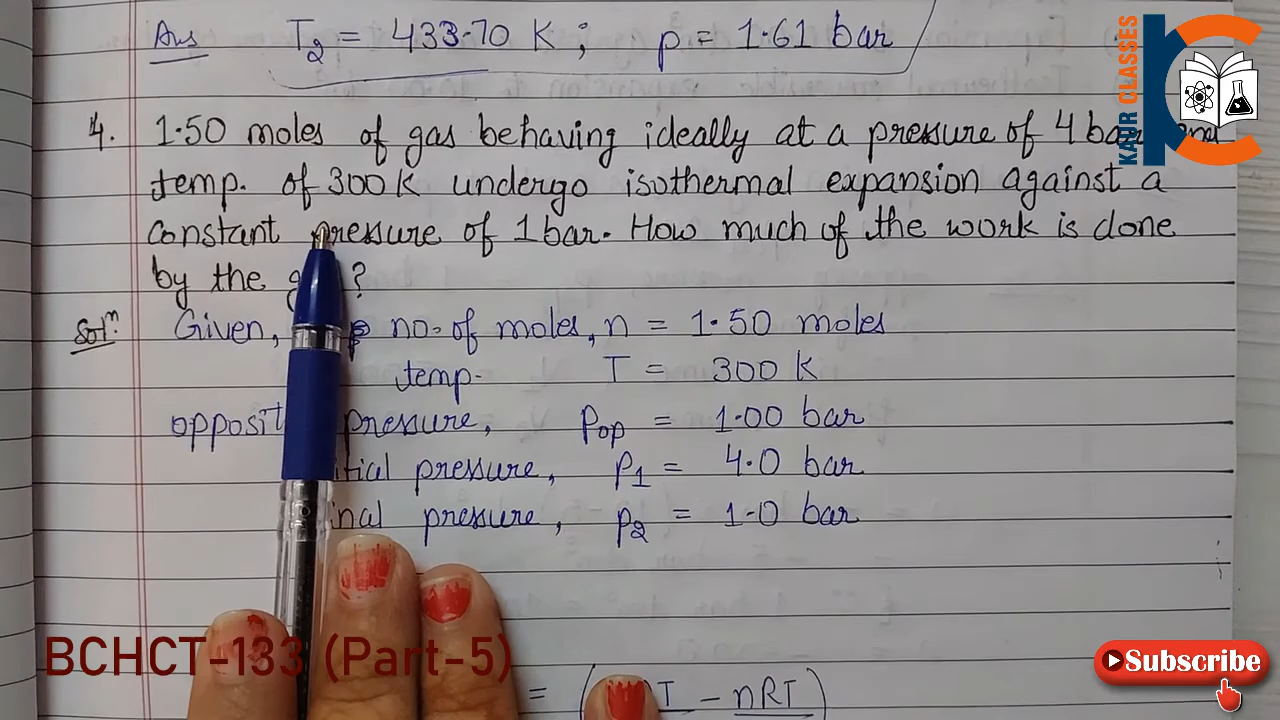 Ans T₂ = 433.70 K ; p = 1.61 bar
4. 1.50 moles of gas behaving ideally at a pressure of 4 bar and
temp. of 300 K undergo isothermal expansion against a
constant pressure of 1 bar. How much of the work is done
by the ?
Solⁿ. Given, no. of moles, n = 1.50 moles
temp. T = 300 K
pressure, Pop = 1.00 bar
pressure, P₁ = 4.0 bar
pressure, P₂ = 1.0 bar
= ( T - nRT )
KAUR CLASSES
BCHCT-133 (Part-5)
Subscribe